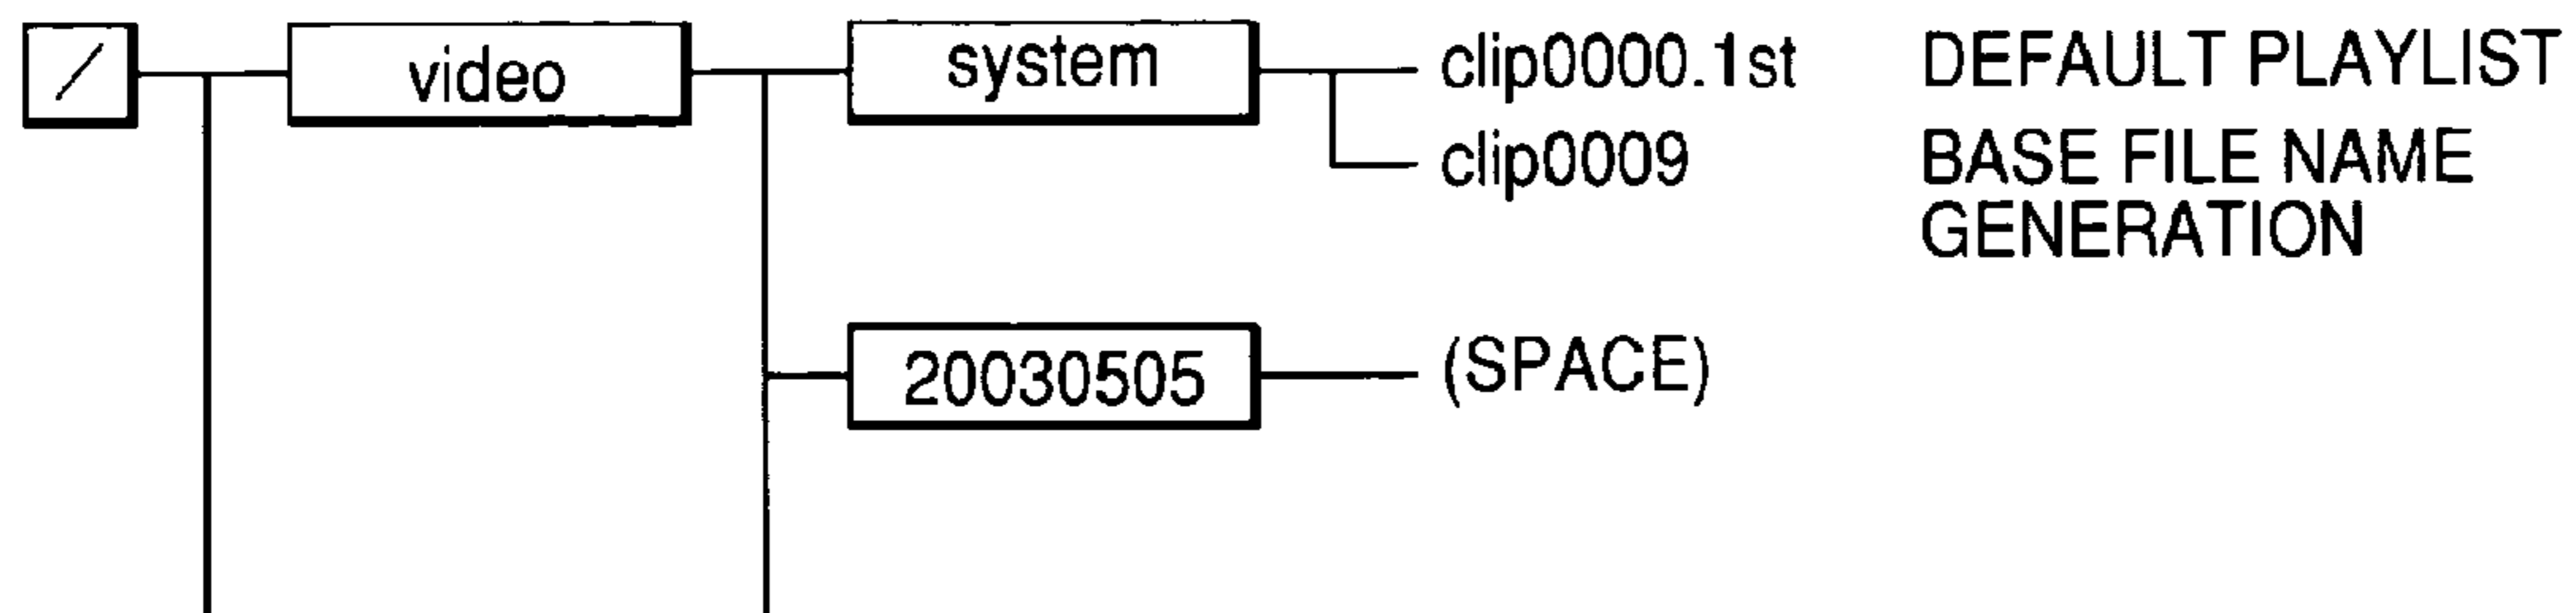 / video system clip0000.1st DEFAULT PLAYLIST
clip0009 BASE FILE NAME
GENERATION
20030505 (SPACE)